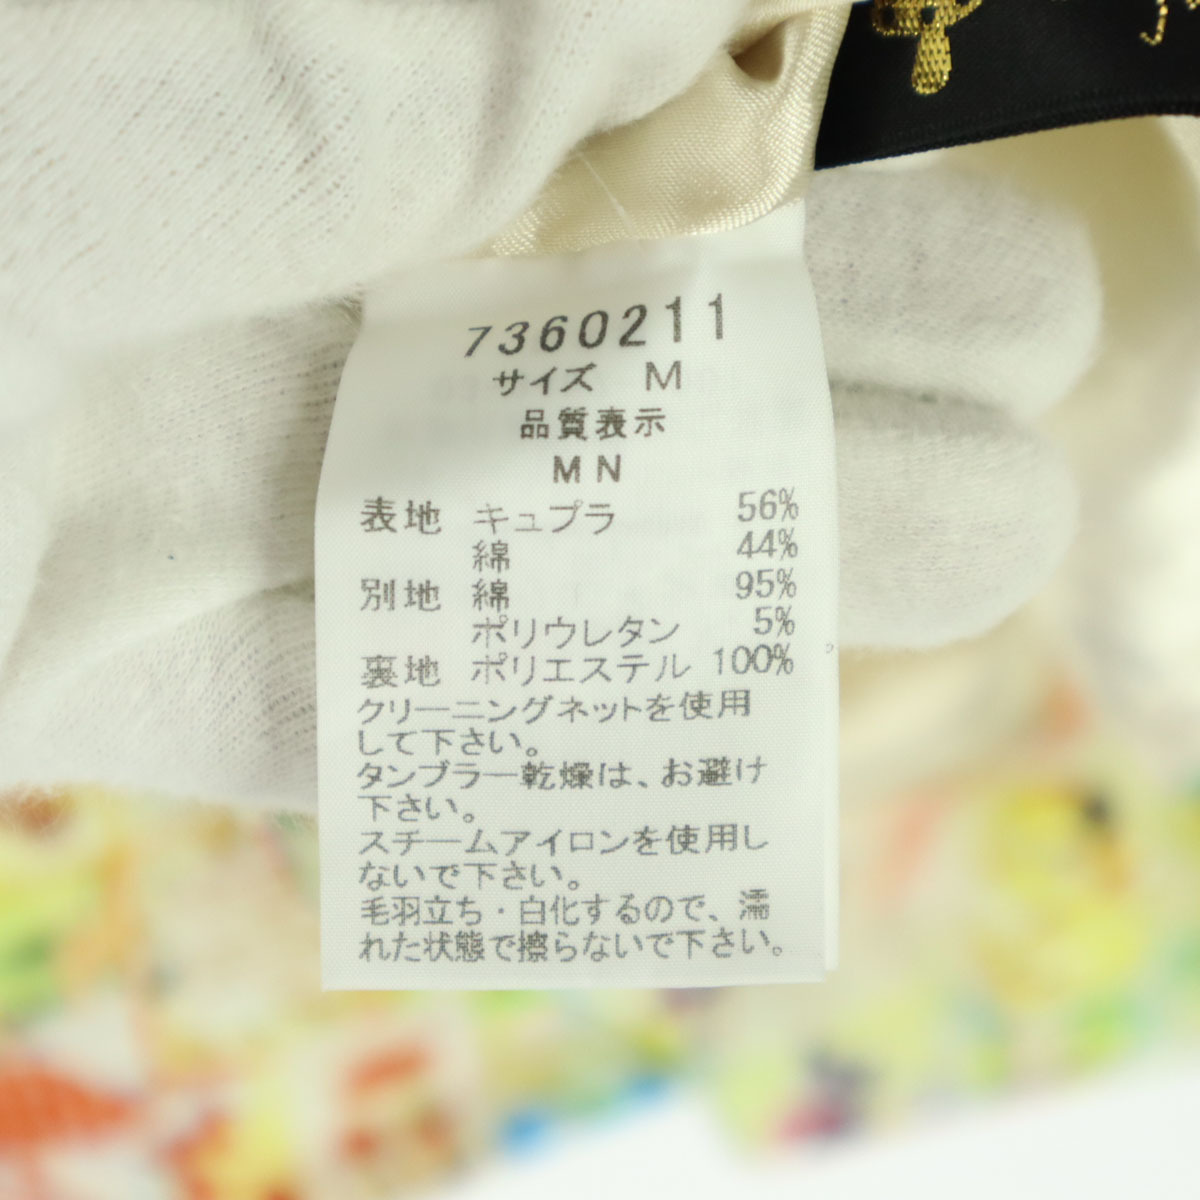 7360211
サイズ M
品質表示
MN
表地 キュプラ 56%
綿 44%
別地 綿 95%
ポリウレタン 5%
裏地 ポリエステル 100%
クリーニングネットを使用
して下さい。
タンブラー乾燥は、お避け
下さい。
スチームアイロンを使用し
ないで下さい。
毛羽立ち・白化するので、濡
れた状態で擦らないで下さい。